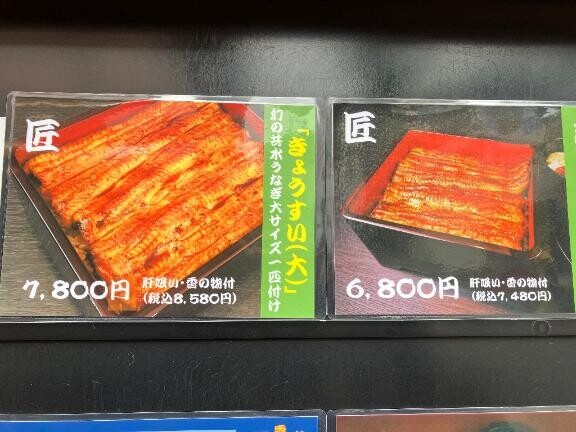 匠
「きょうすい(大)」
幻の共水うなぎ大サイズ一匹付け
7,800円
肝吸い・香の物付
(税込8,580円)
匠
6,800円
肝吸い・香の物付
(税込7,480円)